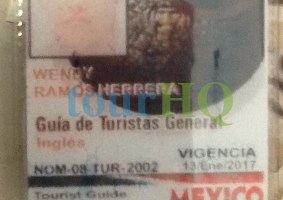 WENDY
RAMOS HERRERA
tourHQ
Guía de Turistas General
Inglés
VIGENCIA
NOM-08-TUR-2002 13/Ene/2017
Tourist Guide MEXICO